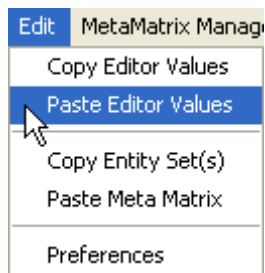 Edit MetaMatrix Manag
Copy Editor Values
Paste Editor Values
Copy Entity Set(s)
Paste Meta Matrix
Preferences